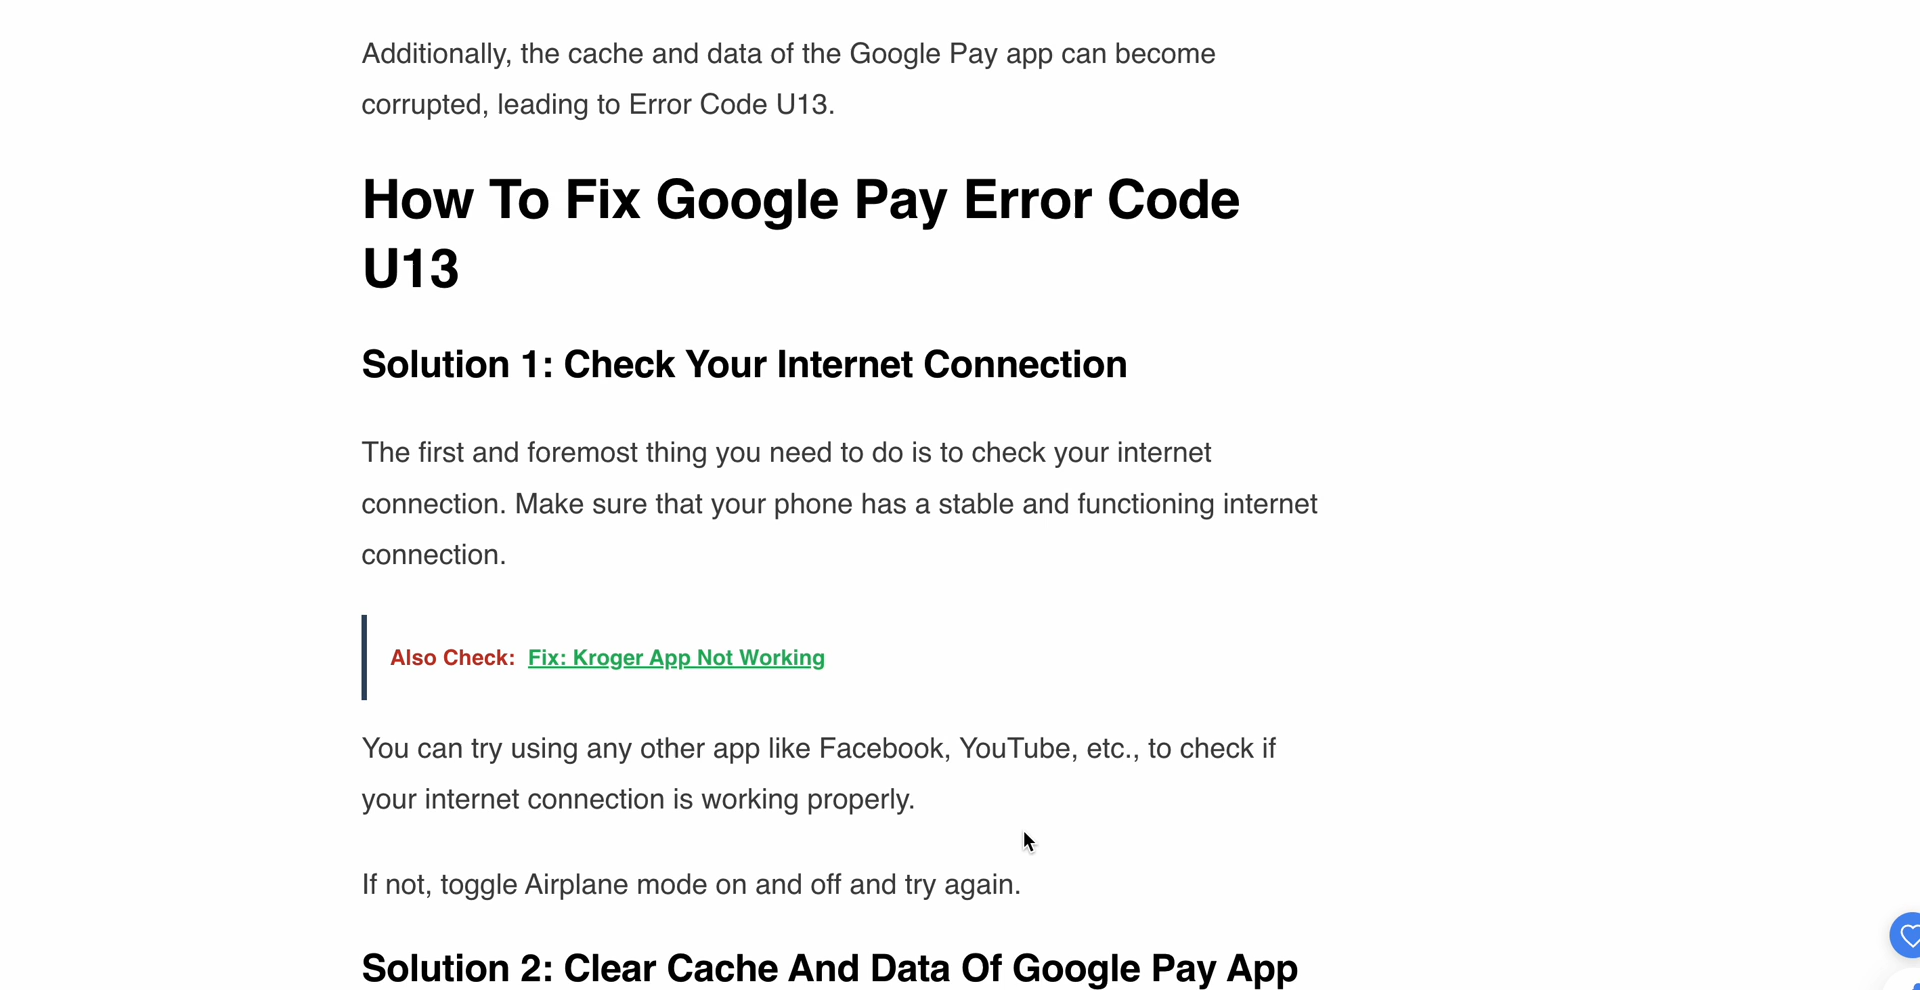 Additionally, the cache and data of the Google Pay app can become
corrupted, leading to Error Code U13.
How To Fix Google Pay Error Code
U13
Solution 1: Check Your Internet Connection
The first and foremost thing you need to do is to check your internet
connection. Make sure that your phone has a stable and functioning internet
connection.
Also Check: Fix: Kroger App Not Working
You can try using any other app like Facebook, YouTube, etc., to check if
your internet connection is working properly.
If not, toggle Airplane mode on and off and try again.
Solution 2: Clear Cache And Data Of Google Pay App